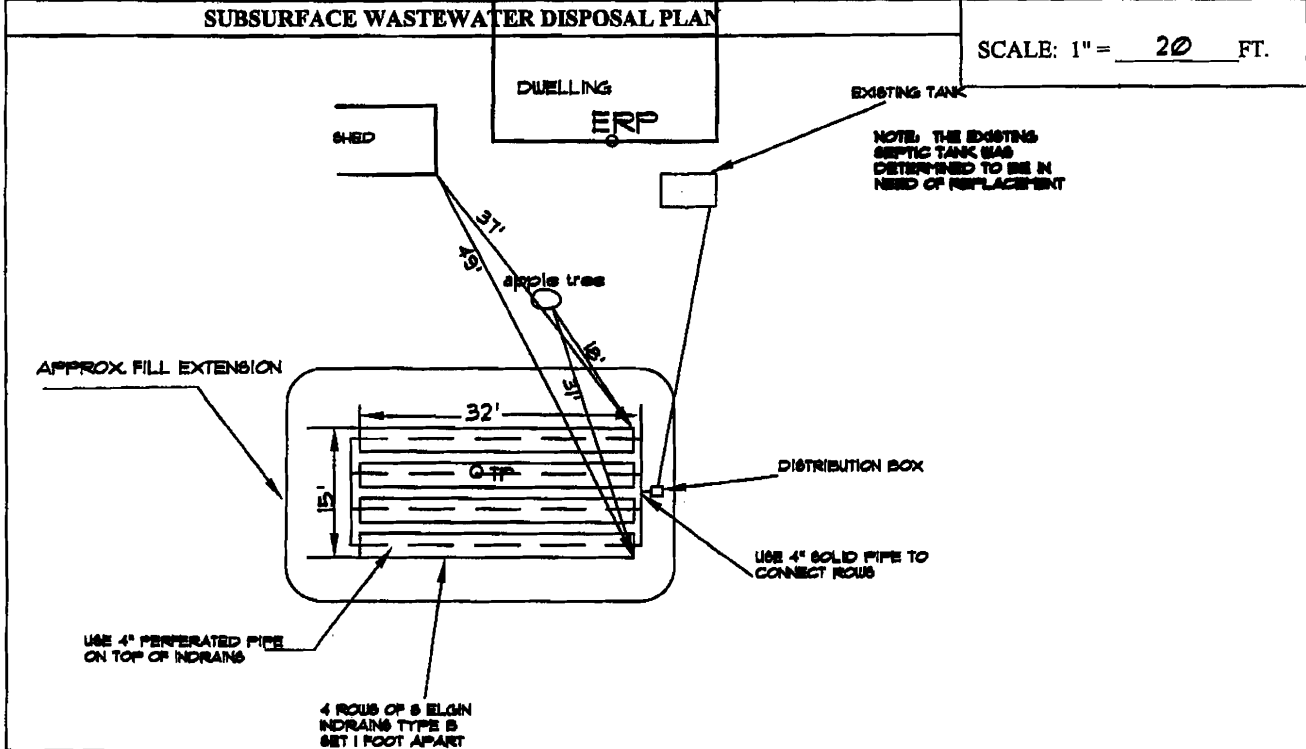 SUBSURFACE WASTEWATER DISPOSAL PLAN
SCALE: 1" = 20 FT.
DWELLING
ERP
SHED
EXISTING TANK
NOTE: THE EXISTING
SEPTIC TANK WAS
DETERMINED TO BE IN
NEED OF REPLACEMENT
37'
49'
apple tree
18'
31'
APPROX. FILL EXTENSION
32'
15'
TP
DISTRIBUTION BOX
USE 4" SOLID PIPE TO
CONNECT ROWS
USE 4" PERFERATED PIPE
ON TOP OF INDRAINS
4 ROWS OF 8 ELGIN
INDRAINS TYPE B
SET 1 FOOT APART